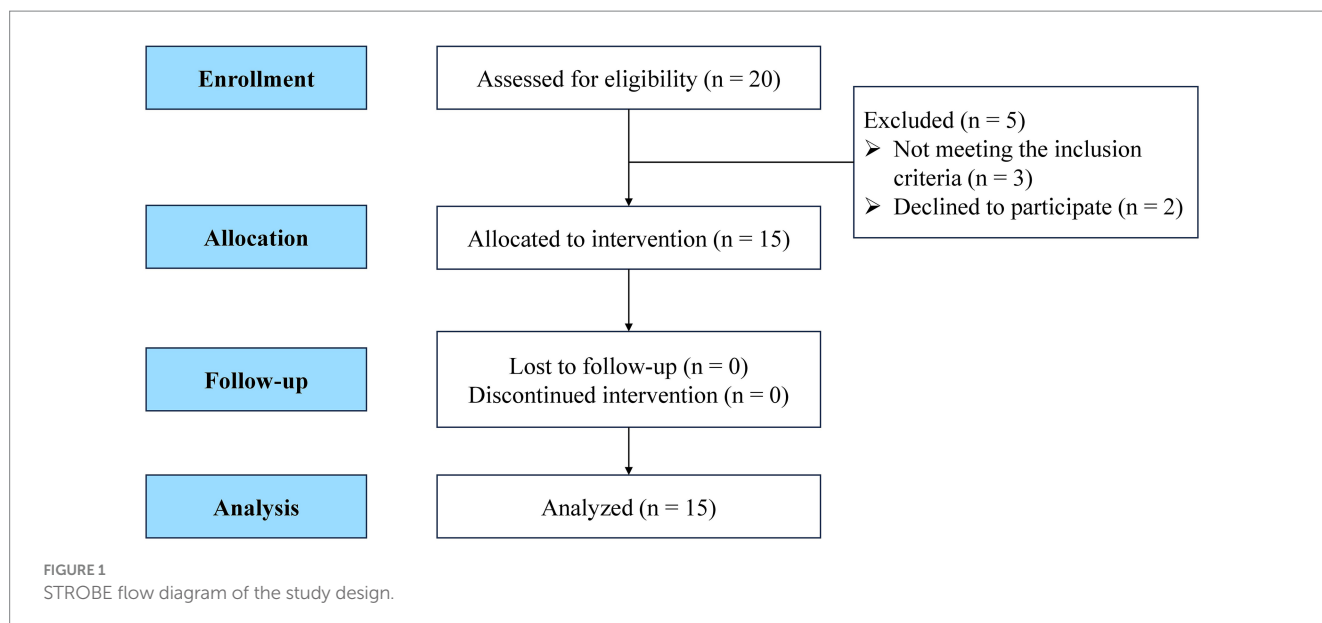 Enrollment
Assessed for eligibility (n = 20)
Excluded (n = 5)
➢ Not meeting the inclusion
criteria (n = 3)
➢ Declined to participate (n = 2)
Allocation
Allocated to intervention (n = 15)
Follow-up
Lost to follow-up (n = 0)
Discontinued intervention (n = 0)
Analysis
Analyzed (n = 15)
FIGURE 1
STROBE flow diagram of the study design.